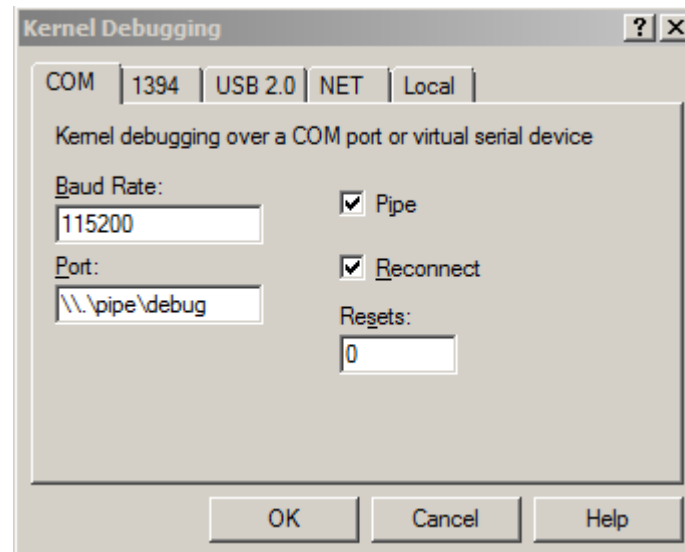 Kernel Debugging
COM 1394 USB 2.0 NET Local
Kernel debugging over a COM port or virtual serial device
Baud Rate:
115200
Pipe
Port:
\\.\pipe\debug
Reconnect
Resets:
0
OK Cancel Help